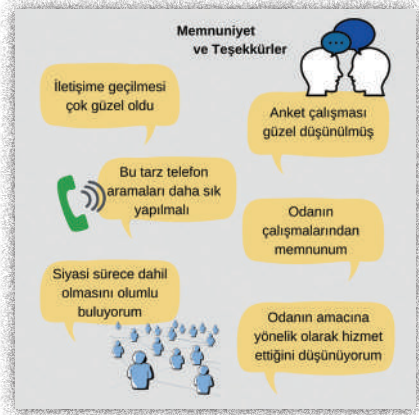 Memnuniyet
ve Teşekkürler
İletişime geçilmesi
çok güzel oldu
Anket çalışması
güzel düşünülmüş
Bu tarz telefon
aramaları daha sık
yapılmalı
Odanın
çalışmalarından
memnunum
Siyasi sürece dahil
olmasını olumlu
buluyorum
Odanın amacına
yönelik olarak hizmet
ettiğini düşünüyorum